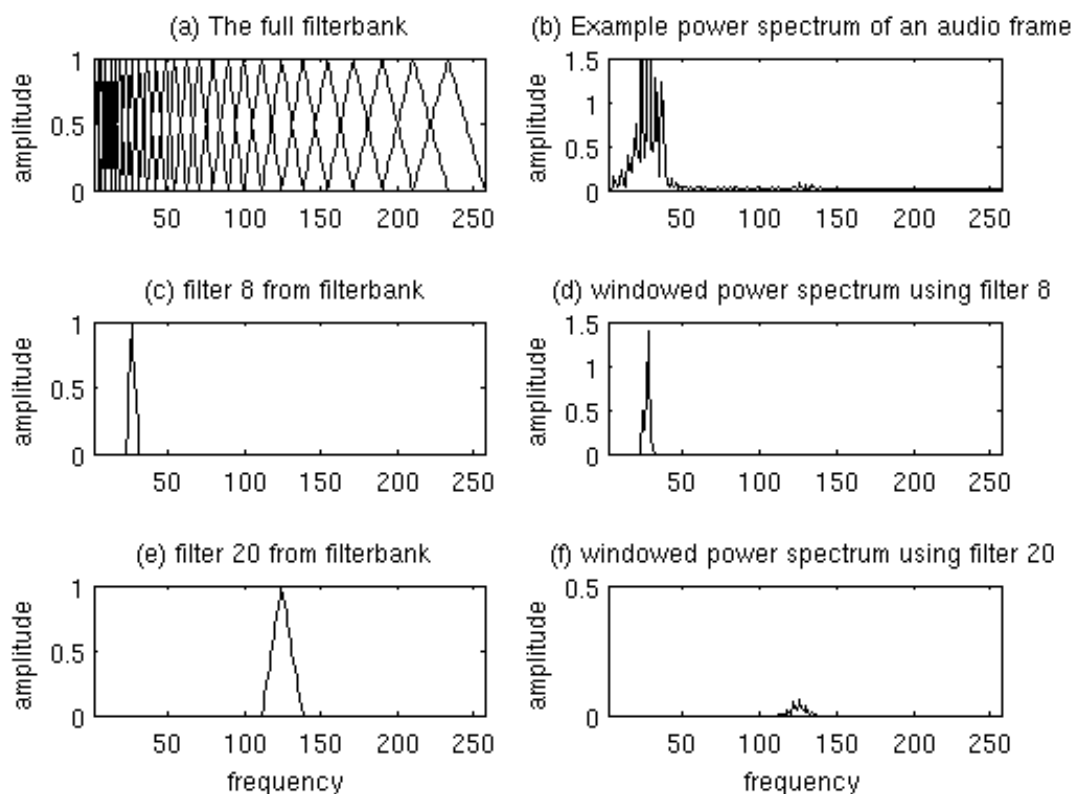 (a) The full filterbank
(b) Example power spectrum of an audio frame
amplitude
1
0.5
0
50 100 150 200 250
amplitude
1.5
1
0.5
0
50 100 150 200 250
(c) filter 8 from filterbank
(d) windowed power spectrum using filter 8
amplitude
1
0.5
0
50 100 150 200 250
amplitude
1.5
1
0.5
0
50 100 150 200 250
(e) filter 20 from filterbank
(f) windowed power spectrum using filter 20
amplitude
1
0.5
0
50 100 150 200 250
frequency
amplitude
0.5
0
50 100 150 200 250
frequency